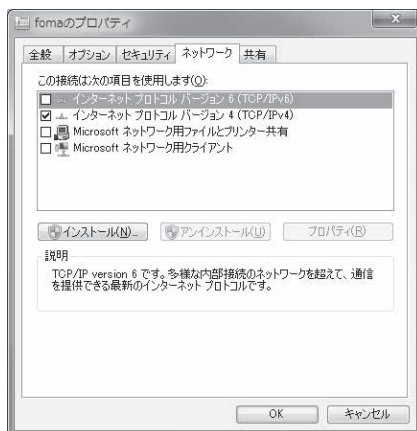 fomaのプロパティ
全般 オプション セキュリティ ネットワーク 共有
この接続は次の項目を使用します(O):
インターネット プロトコル バージョン 6 (TCP/IPv6)
インターネット プロトコル バージョン 4 (TCP/IPv4)
Microsoft ネットワーク用ファイルとプリンター共有
Microsoft ネットワーク用クライアント
インストール(N)... アンインストール(U) プロパティ(R)
説明
TCP/IP version 6 です。多様な内部接続のネットワークを超えて、通信
を提供できる最新のインターネット プロトコルです。
OK キャンセル